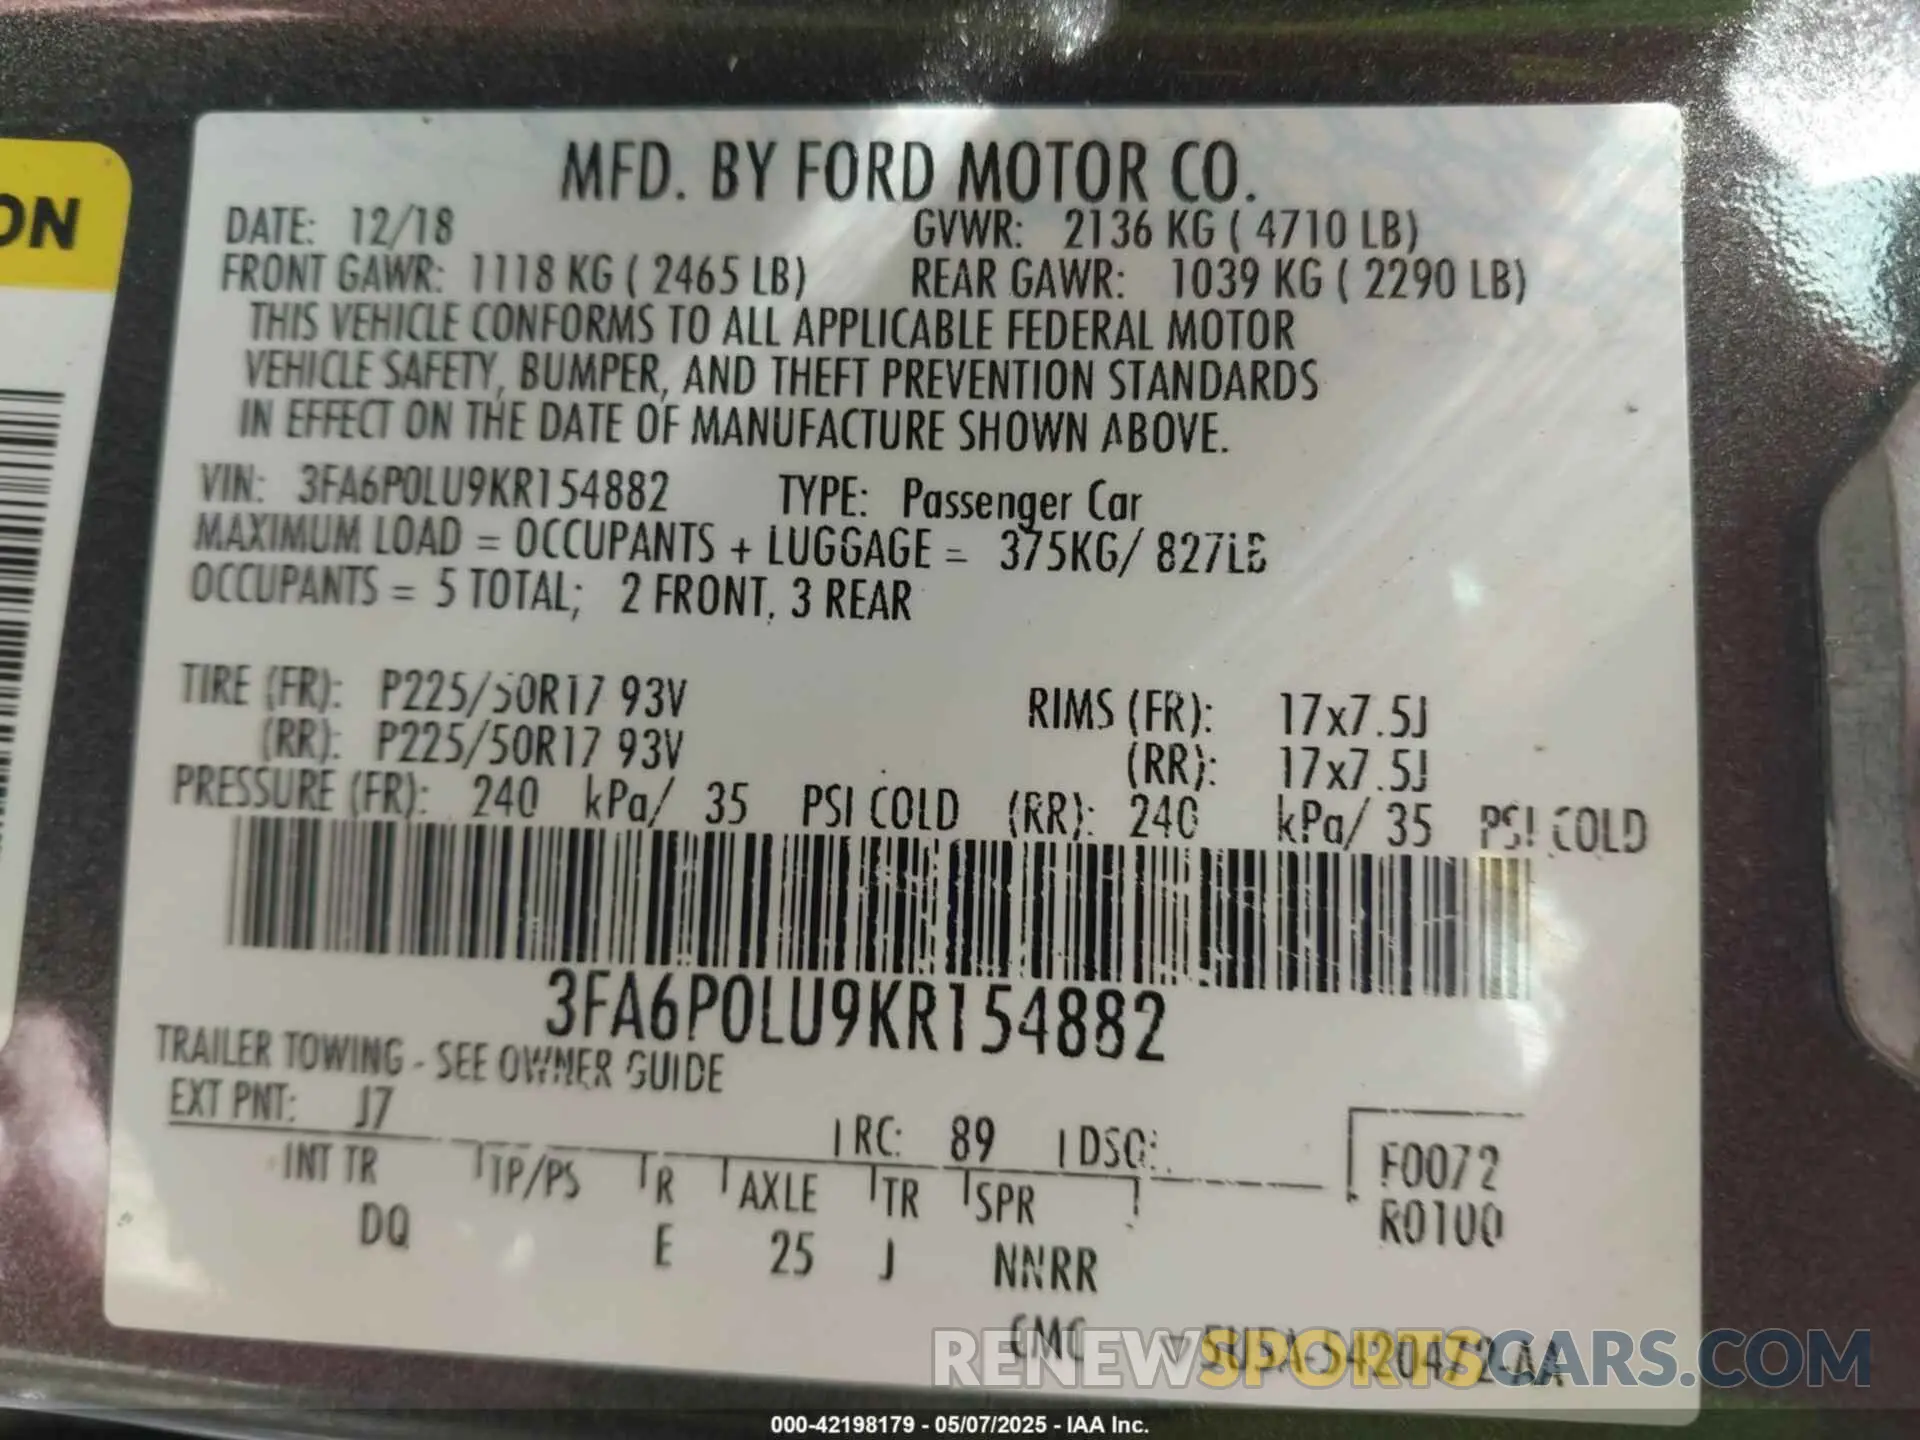 ON
MFD. BY FORD MOTOR CO.
DATE: 12/18 GVWR: 2136 KG ( 4710 LB)
FRONT GAWR: 1118 KG ( 2465 LB) REAR GAWR: 1039 KG ( 2290 LB)
THIS VEHICLE CONFORMS TO ALL APPLICABLE FEDERAL MOTOR
VEHICLE SAFETY, BUMPER, AND THEFT PREVENTION STANDARDS
IN EFFECT ON THE DATE OF MANUFACTURE SHOWN ABOVE.
VIN: 3FA6P0LU9KR154882 TYPE: Passenger Car
MAXIMUM LOAD = OCCUPANTS + LUGGAGE = 375KG/ 827LB
OCCUPANTS = 5 TOTAL; 2 FRONT, 3 REAR
TIRE (FR): P225/50R17 93V RIMS (FR): 17x7.5J
(RR): P225/50R17 93V (RR): 17x7.5J
PRESSURE (FR): 240 kPa/ 35 PSI COLD (RR): 240 kPa/ 35 PSI COLD
3FA6P0LU9KR154882
TRAILER TOWING - SEE OWNER GUIDE
EXT PNT: J7 RC: 89 DSO: F0072
INT TR TP/PS R AXLE TR SPR R0100
DQ E 25 J NNRR
CMC 5U5A-5420472-AA
RENEWSPORTSCARS.COM
000-42198179 - 05/07/2025 - IAA Inc.